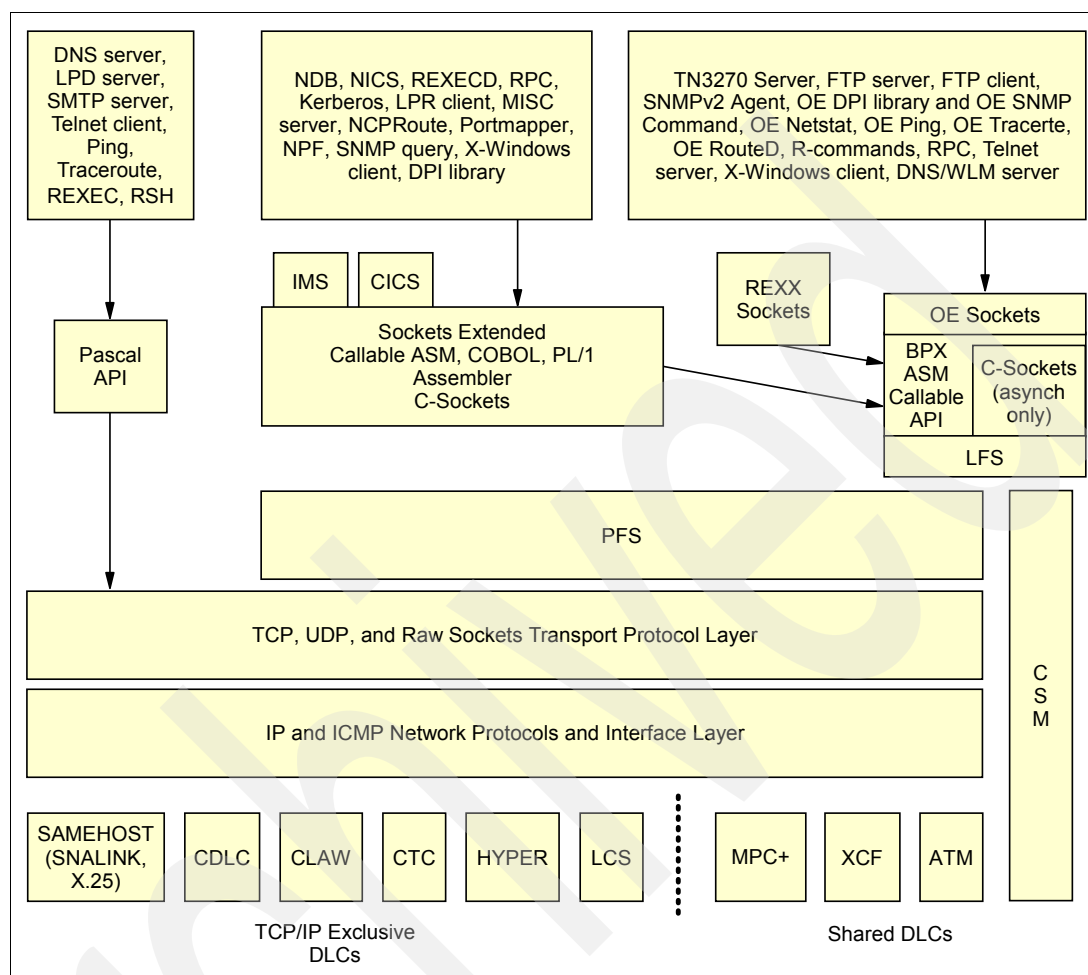 DNS server,
LPD server,
SMTP server,
Telnet client,
Ping,
Traceroute,
REXEC, RSH
NDB, NICS, REXECD, RPC,
Kerberos, LPR client, MISC
server, NCPRoute, Portmapper,
NPF, SNMP query, X-Windows
client, DPI library
TN3270 Server, FTP server, FTP client,
SNMPv2 Agent, OE DPI library and OE SNMP
Command, OE Netstat, OE Ping, OE Tracerte,
OE RouteD, R-commands, RPC, Telnet
server, X-Windows client, DNS/WLM server
IMS
CICS
REXX
Sockets
Pascal
API
Sockets Extended
Callable ASM, COBOL, PL/1
Assembler
C-Sockets
OE Sockets
BPX
ASM
Callable
API
C-Sockets
(asynch
only)
LFS
PFS
TCP, UDP, and Raw Sockets Transport Protocol Layer
IP and ICMP Network Protocols and Interface Layer
C
S
M
SAMEHOST
(SNALINK,
X.25)
CDLC
CLAW
CTC
HYPER
LCS
MPC+
XCF
ATM
TCP/IP Exclusive
DLCs
Shared DLCs